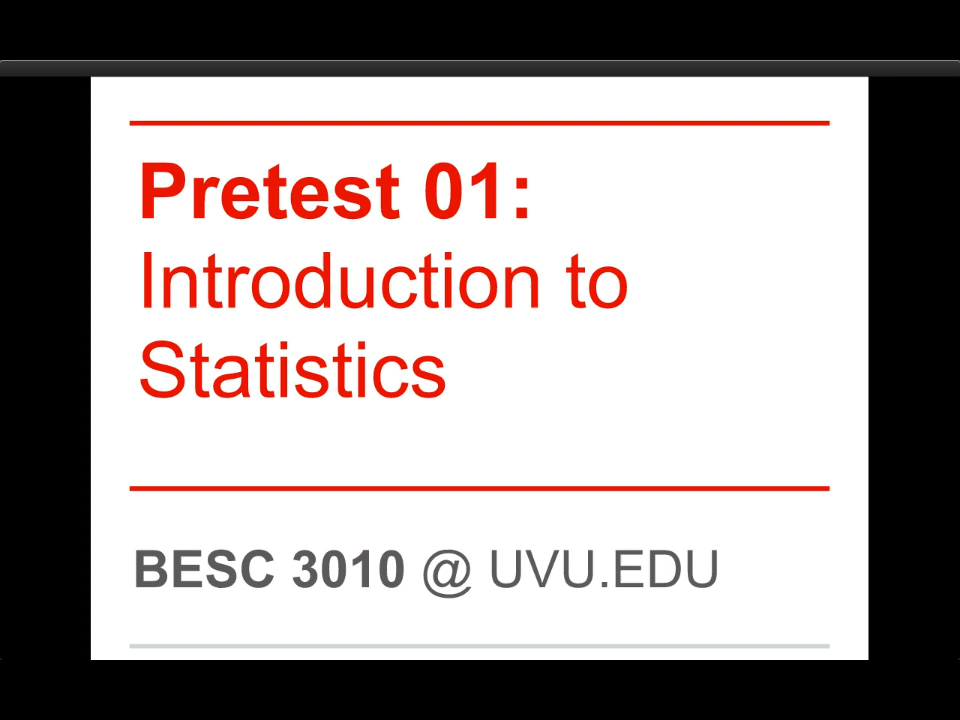 Pretest 01:
Introduction to
Statistics
BESC 3010 @ UVU.EDU